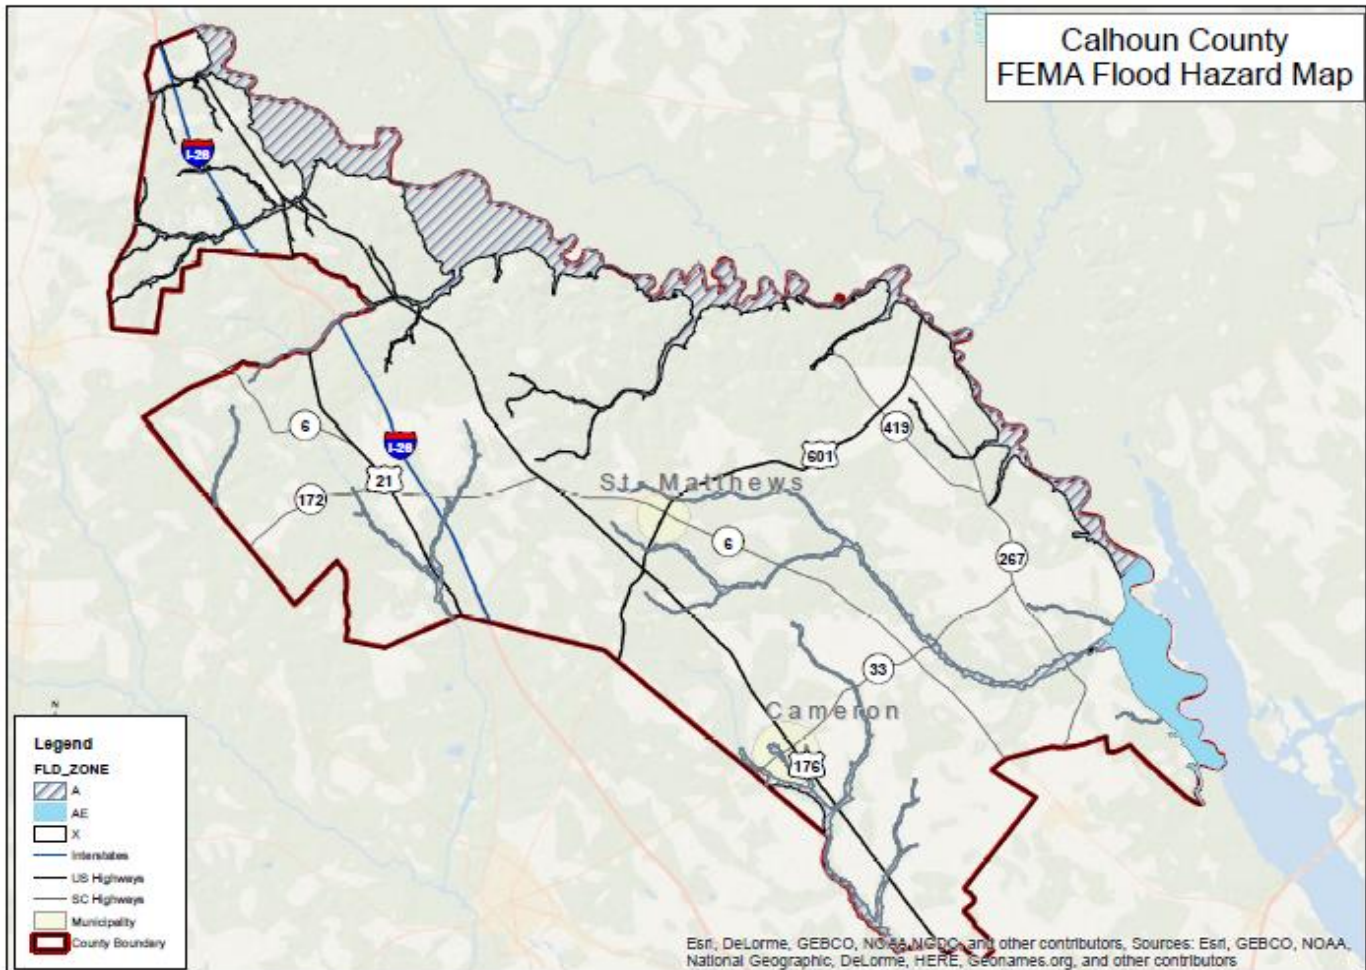 Calhoun County
FEMA Flood Hazard Map
I-26
6
I-26
21
172
419
601
St. Matthews
6
267
33
Cameron
176
N
Legend
FLD_ZONE
A
AE
X
Interstates
US Highways
SC Highways
Municipality
County Boundary
Esri, DeLorme, GEBCO, NOAA NGDC, and other contributors, Sources: Esri, GEBCO, NOAA,
National Geographic, DeLorme, HERE, Geonames.org, and other contributors